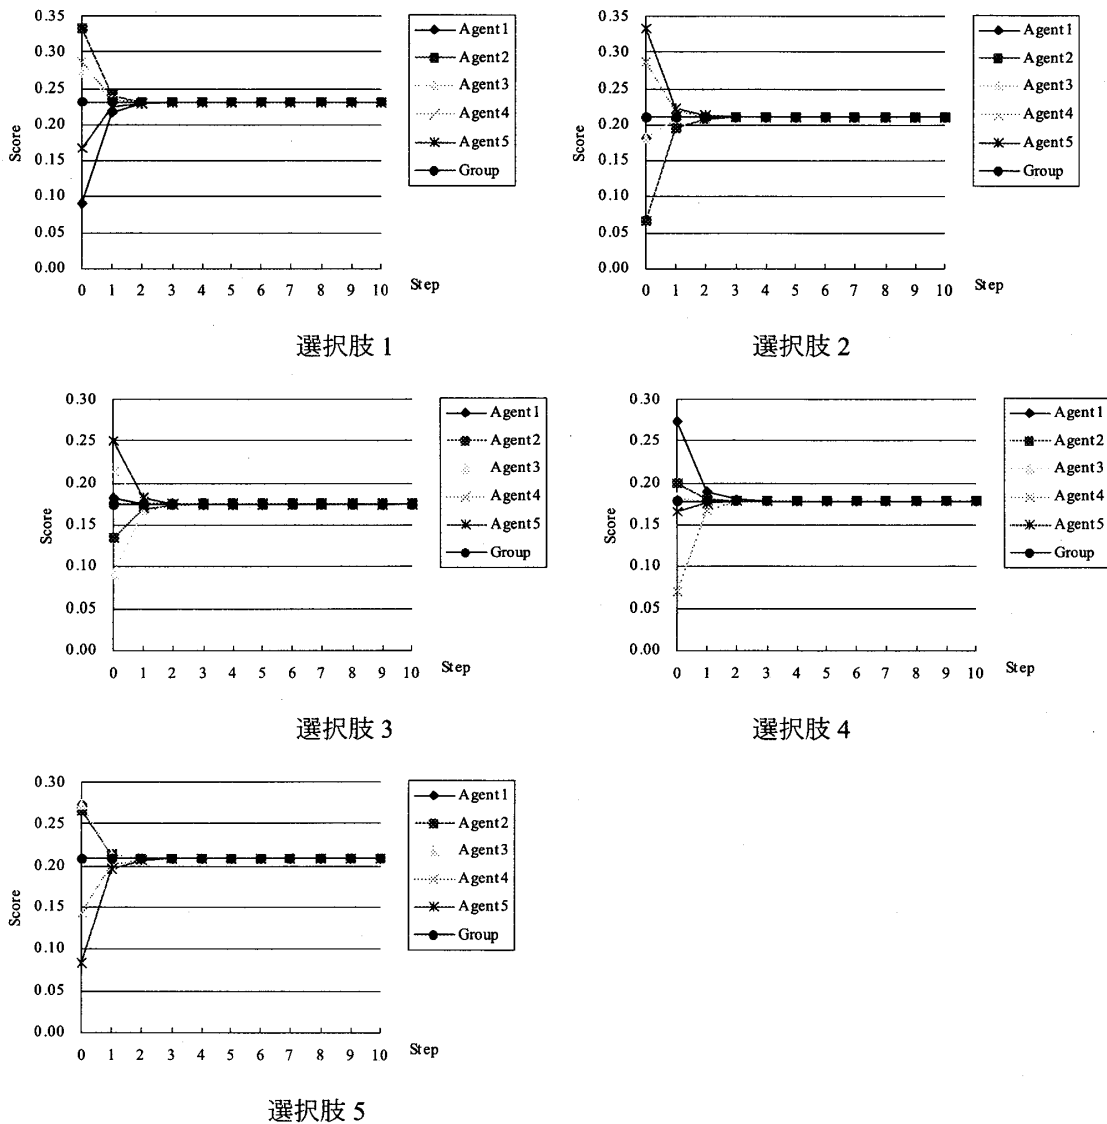 0.35
0.30
0.25
0.20
0.15
0.10
0.05
0.00
Score
0 1 2 3 4 5 6 7 8 9 10
Step
Agent1
Agent2
Agent3
Agent4
Agent5
Group
選択肢 1
0.35
0.30
0.25
0.20
0.15
0.10
0.05
0.00
Score
0 1 2 3 4 5 6 7 8 9 10
Step
Agent1
Agent2
Agent3
Agent4
Agent5
Group
選択肢 2
0.30
0.25
0.20
0.15
0.10
0.05
0.00
Score
0 1 2 3 4 5 6 7 8 9 10
Step
Agent1
Agent2
Agent3
Agent4
Agent5
Group
選択肢 3
0.30
0.25
0.20
0.15
0.10
0.05
0.00
Score
0 1 2 3 4 5 6 7 8 9 10
Step
Agent1
Agent2
Agent3
Agent4
Agent5
Group
選択肢 4
0.30
0.25
0.20
0.15
0.10
0.05
0.00
Score
0 1 2 3 4 5 6 7 8 9 10
Step
Agent1
Agent2
Agent3
Agent4
Agent5
Group
選択肢 5